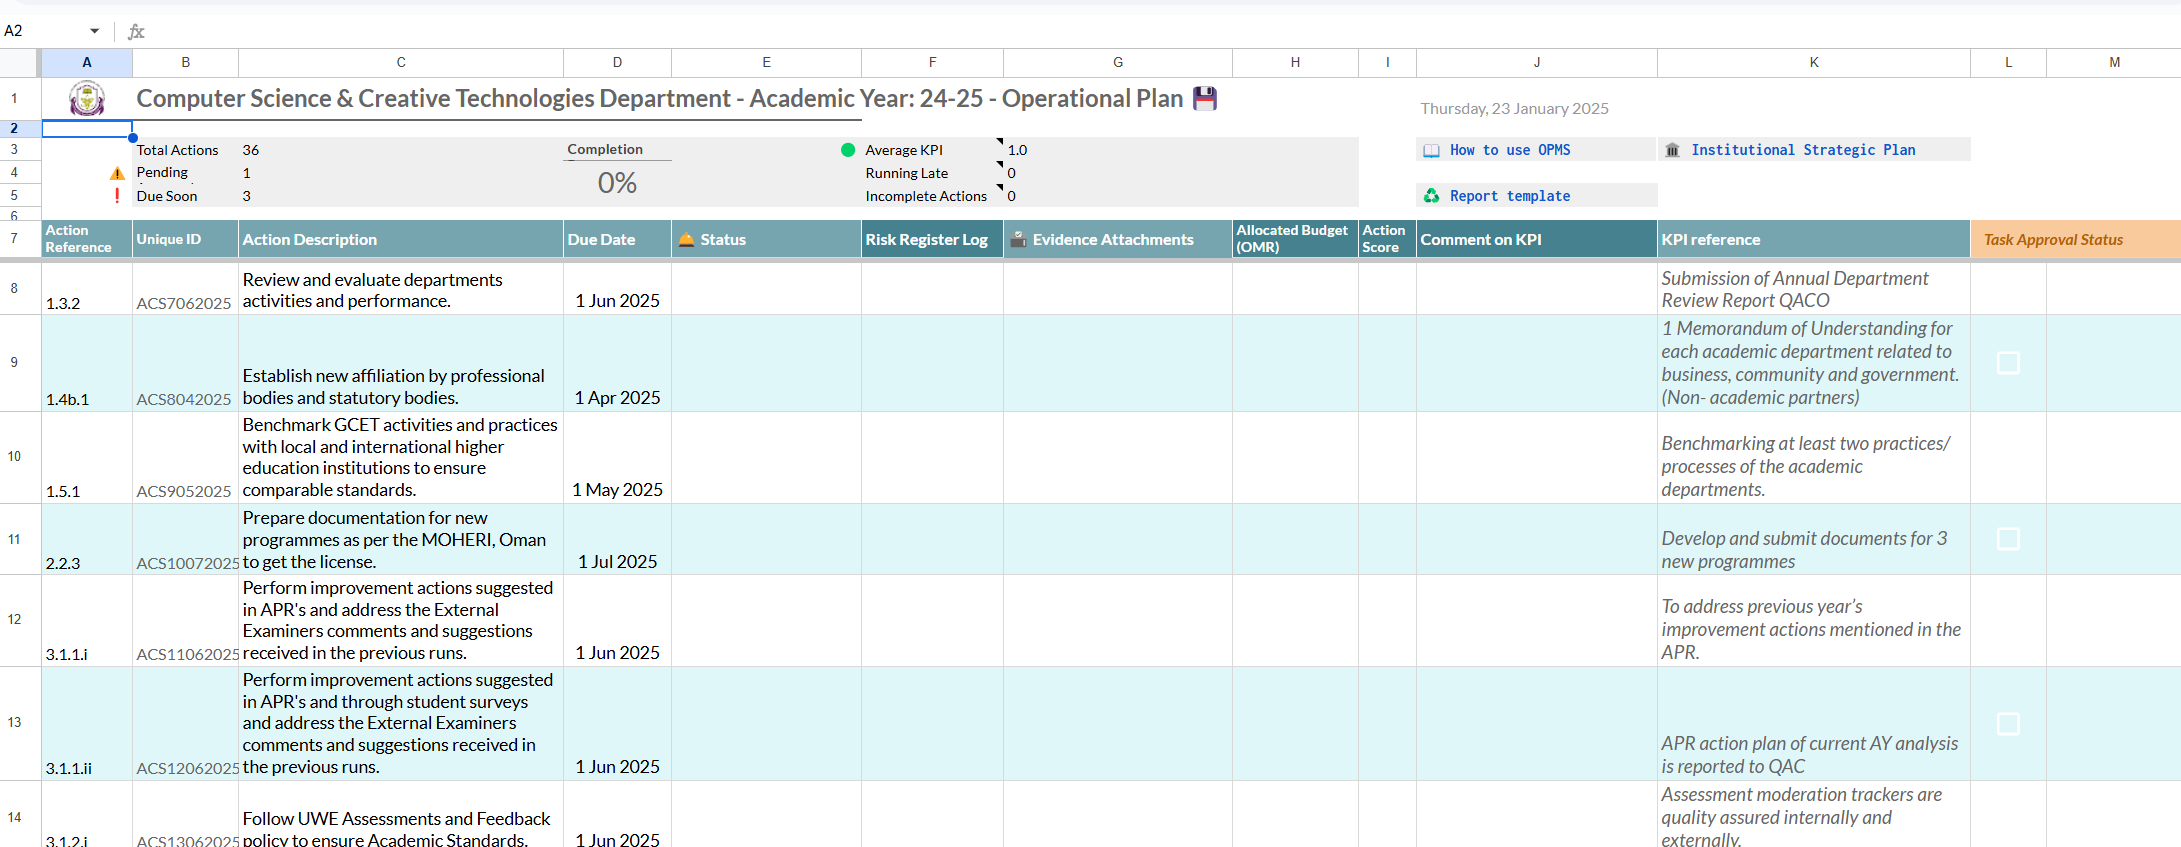 A2
fx
A B C D E F G H I J K L M
1 Computer Science & Creative Technologies Department - Academic Year: 24-25 - Operational Plan
Thursday, 23 January 2025
2
3 Total Actions 36 Completion Average KPI 1.0 How to use OPMS Institutional Strategic Plan
4 Pending 1 0% Running Late 0
5 Due Soon 3 Incomplete Actions 0 Report template
6
7 Action
Reference
Unique ID
Action Description
Due Date
Status
Risk Register Log
Evidence Attachments
Allocated Budget
(OMR)
Action
Score
Comment on KPI
KPI reference
Task Approval Status
8
1.3.2
ACS7062025
Review and evaluate departments
activities and performance.
1 Jun 2025
Submission of Annual Department
Review Report QACO
9
1.4b.1
ACS8042025
Establish new affiliation by professional
bodies and statutory bodies.
1 Apr 2025
1 Memorandum of Understanding for
each academic department related to
business, community and government.
(Non- academic partners)
10
1.5.1
ACS9052025
Benchmark GCET activities and practices
with local and international higher
education institutions to ensure
comparable standards.
1 May 2025
Benchmarking at least two practices/
processes of the academic
departments.
11
2.2.3
ACS10072025
Prepare documentation for new
programmes as per the MOHERI, Oman
to get the license.
1 Jul 2025
Develop and submit documents for 3
new programmes
12
3.1.1.i
ACS11062025
Perform improvement actions suggested
in APR's and address the External
Examiners comments and suggestions
received in the previous runs.
1 Jun 2025
To address previous year’s
improvement actions mentioned in the
APR.
13
3.1.1.ii
ACS12062025
Perform improvement actions suggested
in APR's and through student surveys
and address the External Examiners
comments and suggestions received in
the previous runs.
1 Jun 2025
APR action plan of current AY analysis
is reported to QAC
14
3.1.2.i
ACS13062025
Follow UWE Assessments and Feedback
policy to ensure Academic Standards.
1 Jun 2025
Assessment moderation trackers are
quality assured internally and
externally.